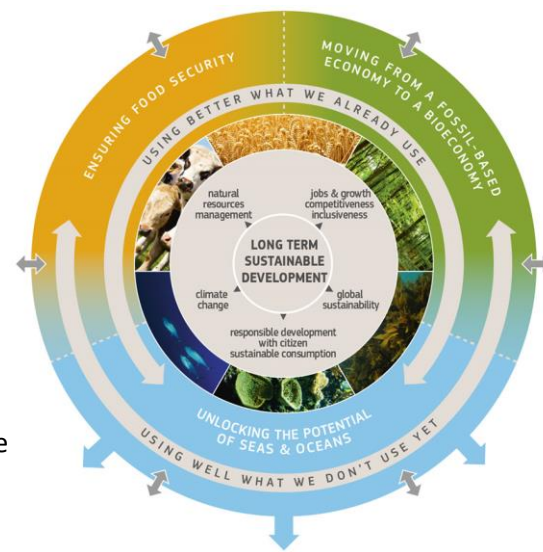 ENSURING FOOD SECURITY
MOVING FROM A FOSSIL-BASED
ECONOMY TO A BIOECONOMY
USING BETTER WHAT WE ALREADY USE
natural
resources
management
jobs & growth
competitiveness
inclusiveness
LONG TERM
SUSTAINABLE
DEVELOPMENT
climate
change
global
sustainability
responsible development
with citizen
sustainable consumption
UNLOCKING THE POTENTIAL
OF SEAS & OCEANS
USING WELL WHAT WE DON'T USE YET
e